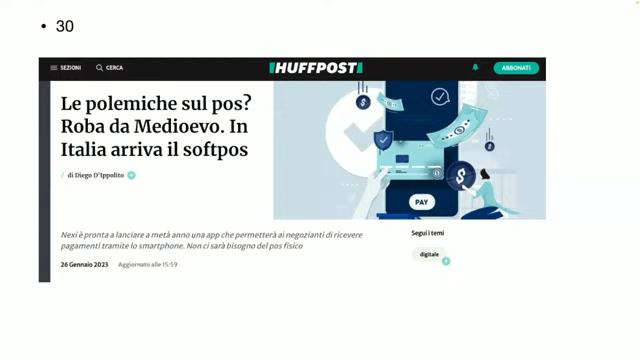 • 30
SEZIONI CERCA HUFFPOST ABBONATI
Le polemiche sul pos?
Roba da Medioevo. In
Italia arriva il softpos
/ di Diego D'Ippolito
PAY
Nexi è pronta a lanciare a metà anno una app che permetterà ai negozianti di ricevere
pagamenti tramite lo smartphone. Non ci sarà bisogno del pos fisico
Segui i temi
digitale
26 Gennaio 2023 Aggiornato alle 15:59